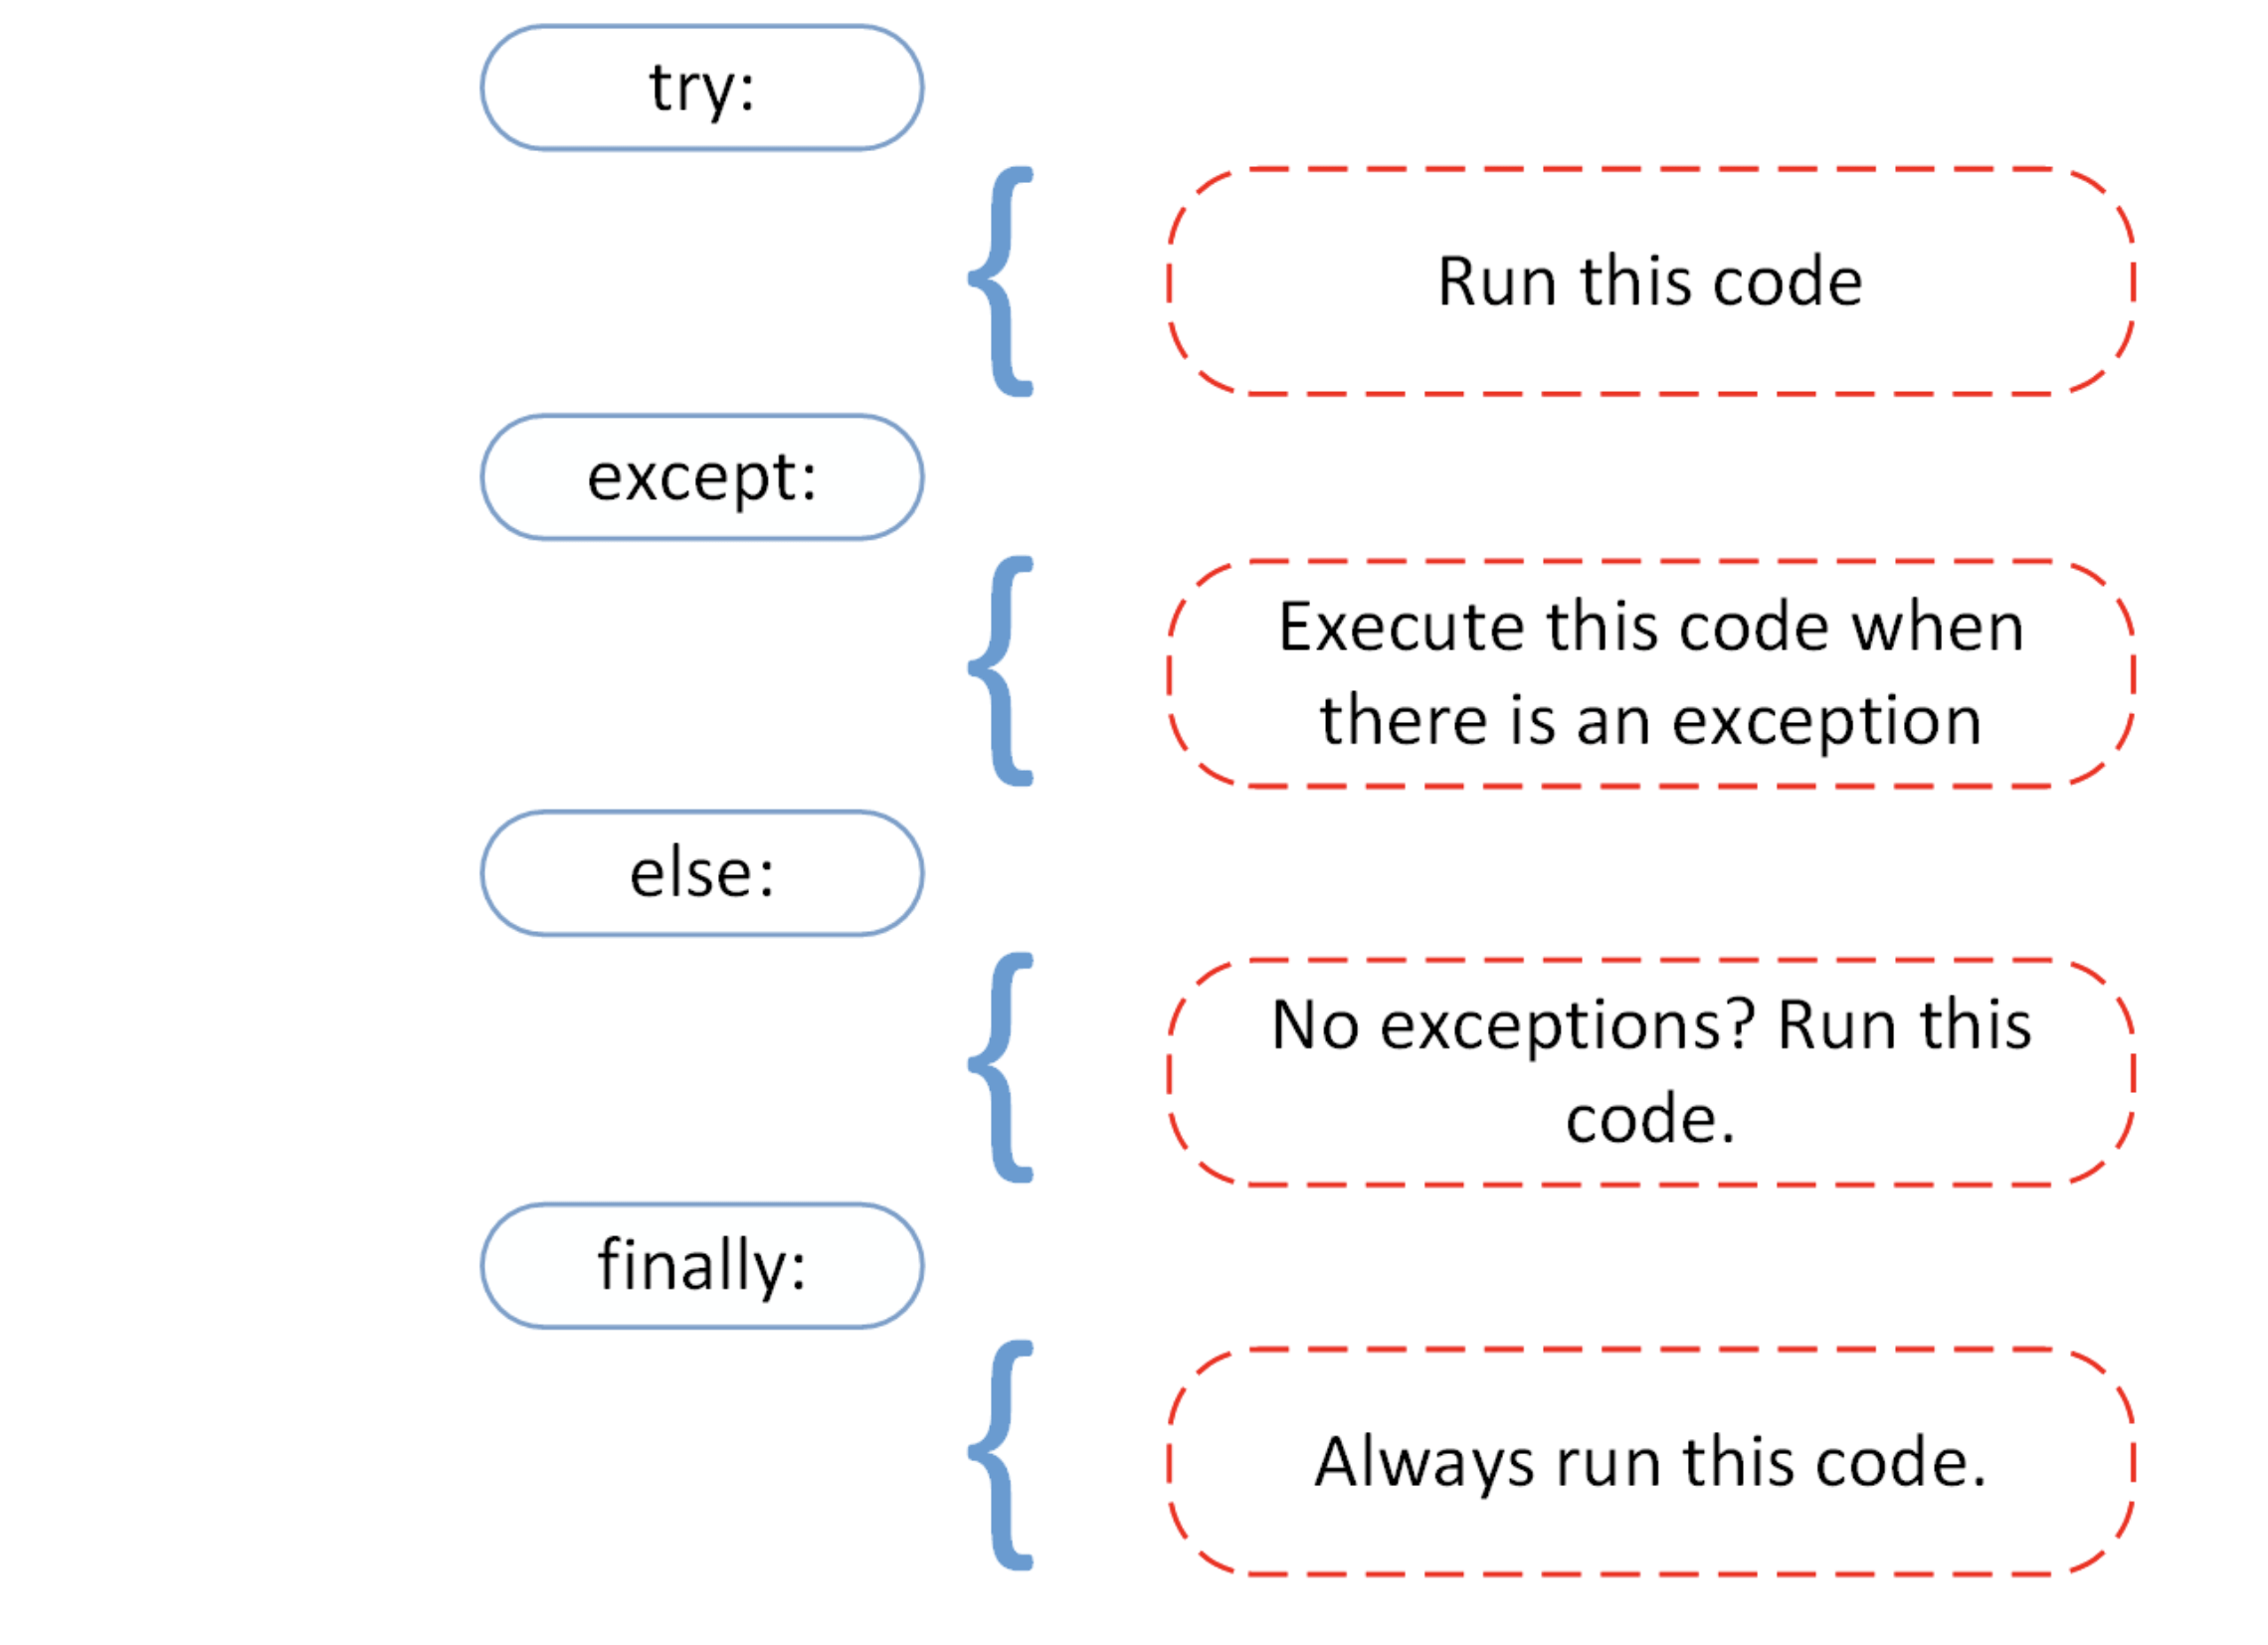 try:
Run this code
except:
Execute this code when
there is an exception
else:
No exceptions? Run this
code.
finally:
Always run this code.